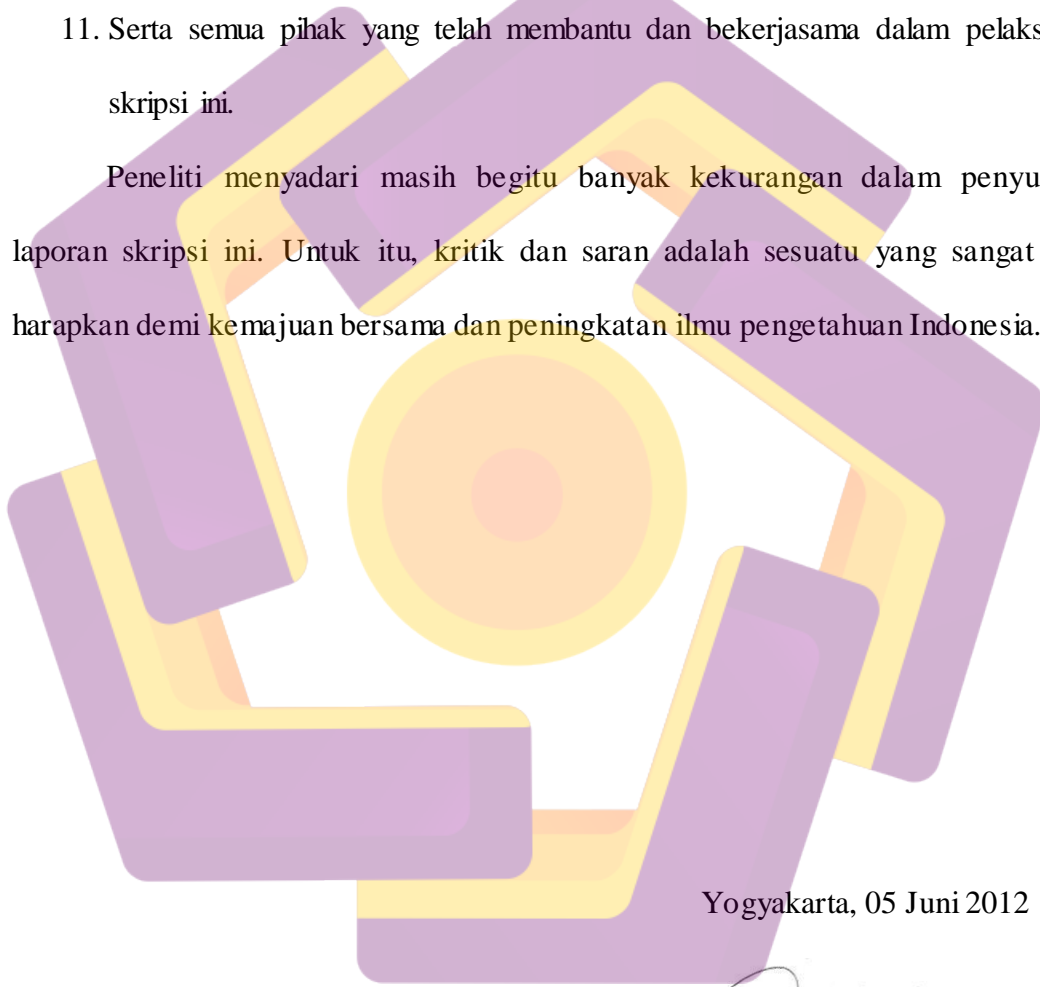 11. Serta semua pihak yang telah membantu dan bekerjasama dalam pelaks
skripsi ini.
Peneliti menyadari masih begitu banyak kekurangan dalam penyu
laporan skripsi ini. Untuk itu, kritik dan saran adalah sesuatu yang sangat
harapkan demi kemajuan bersama dan peningkatan ilmu pengetahuan Indonesia.
Yogyakarta, 05 Juni 2012